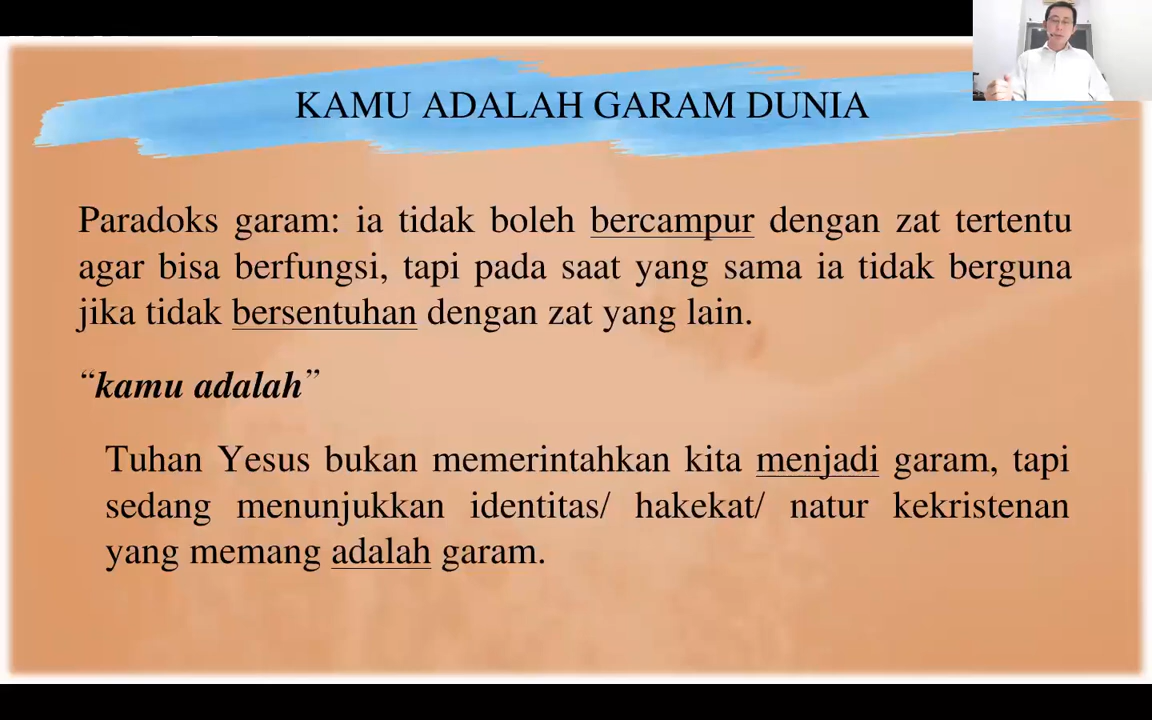 KAMU ADALAH GARAM DUNIA
Paradoks garam: ia tidak boleh bercampur dengan zat tertentu
agar bisa berfungsi, tapi pada saat yang sama ia tidak berguna
jika tidak bersentuhan dengan zat yang lain.
“kamu adalah”
Tuhan Yesus bukan memerintahkan kita menjadi garam, tapi
sedang menunjukkan identitas/ hakekat/ natur kekristenan
yang memang adalah garam.